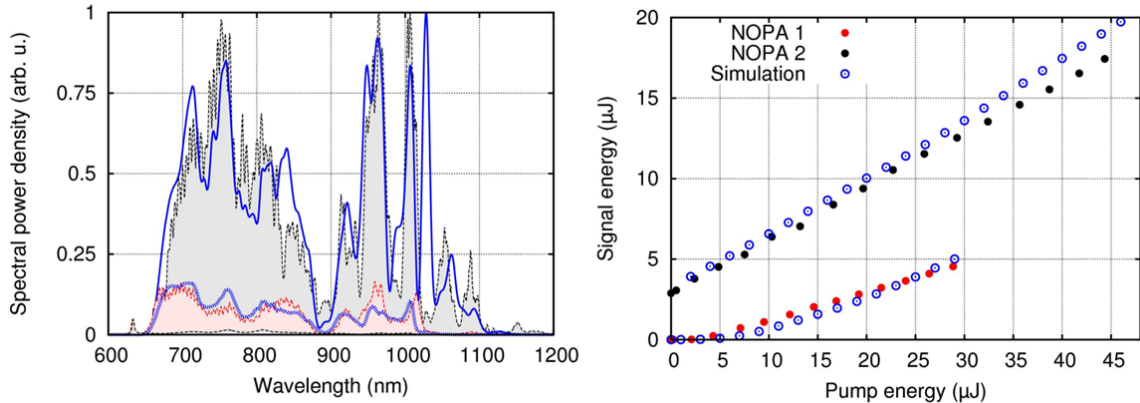 Spectral power density (arb. u.)
1
0.75
0.5
0.25
0
600 700 800 900 1000 1100 1200
Wavelength (nm)
Signal energy (μJ)
20
15
10
5
0
NOPA 1
NOPA 2
Simulation
0 5 10 15 20 25 30 35 40 45
Pump energy (μJ)